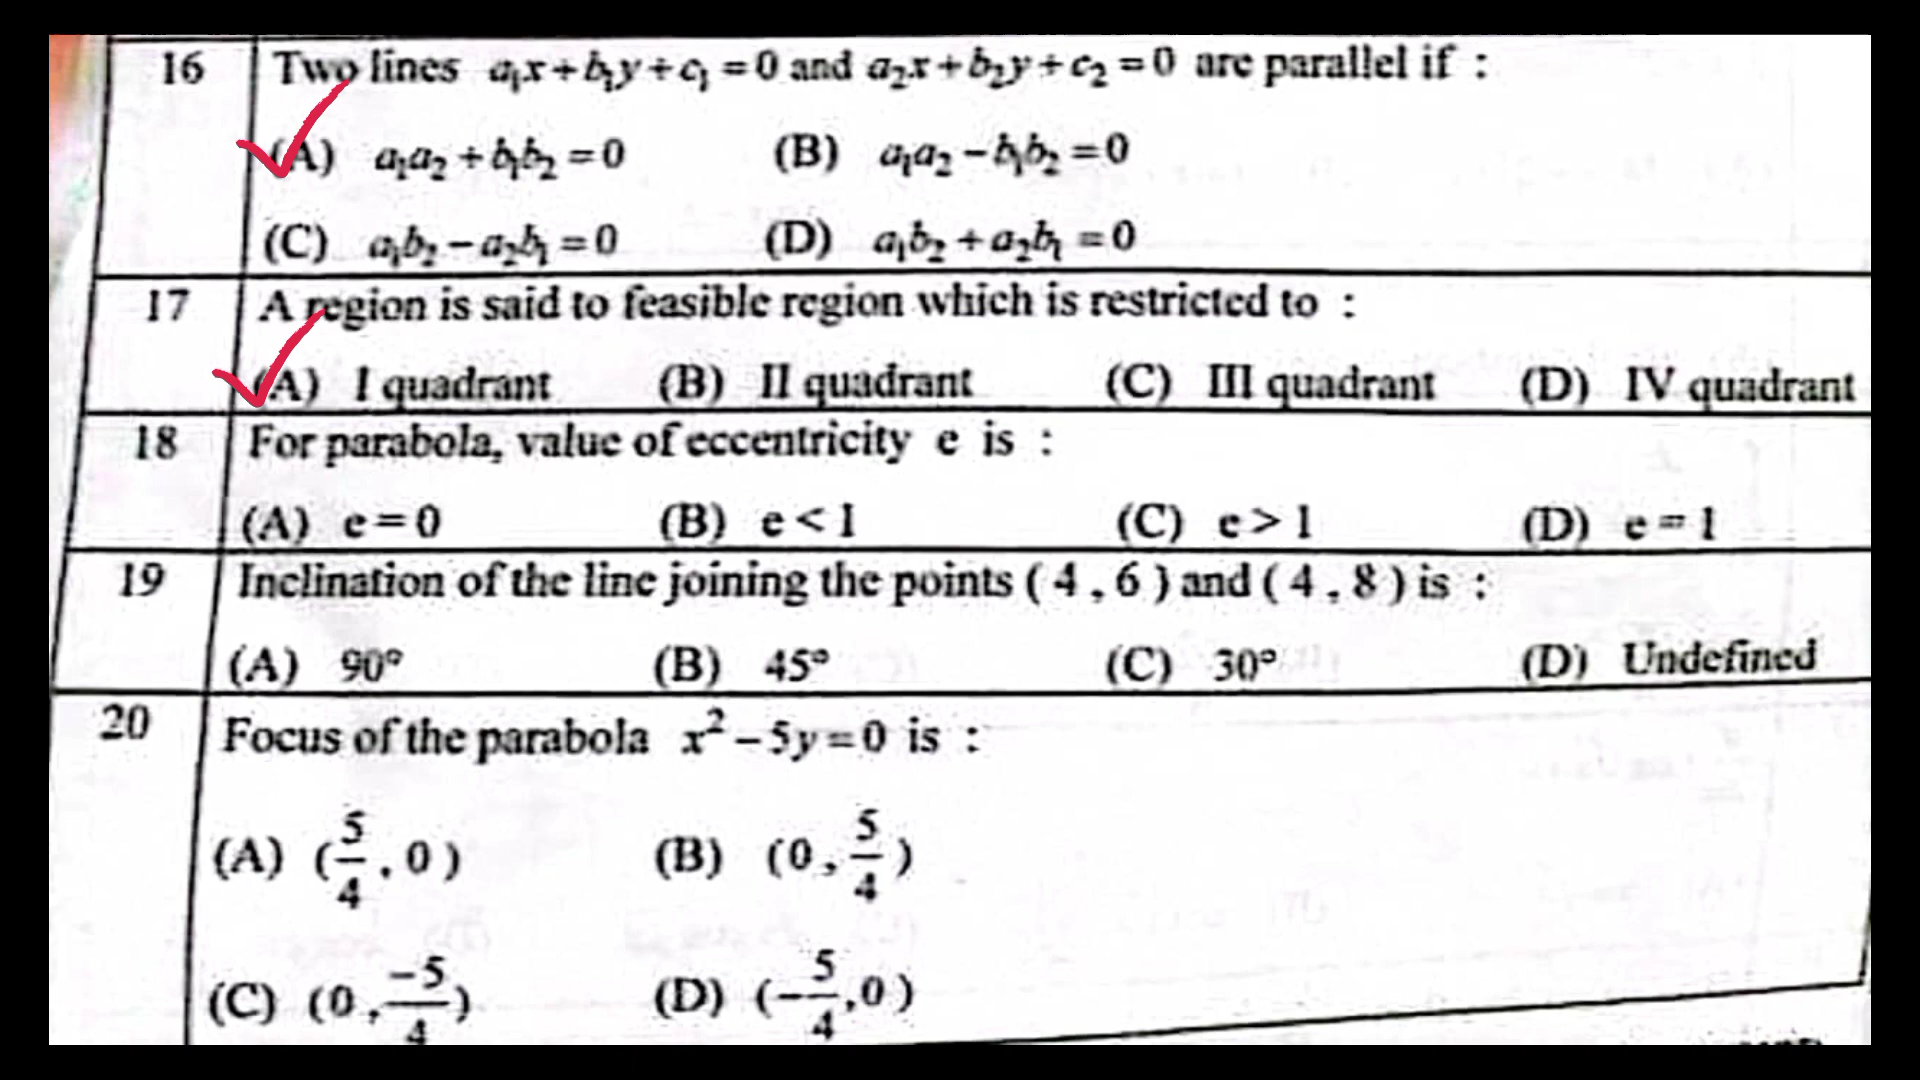 16 Two lines a₁x+b₁y+c₁=0 and a₂x+b₂y+c₂=0 are parallel if :
(A) a₁a₂+b₁b₂=0 (B) a₁a₂-b₁b₂=0
(C) a₁b₂-a₂b₁=0 (D) a₁b₂+a₂b₁=0
17 A region is said to feasible region which is restricted to :
(A) I quadrant (B) II quadrant (C) III quadrant (D) IV quadrant
18 For parabola, value of eccentricity e is :
(A) e=0 (B) e<1 (C) e>1 (D) e=1
19 Inclination of the line joining the points ( 4 , 6 ) and ( 4 , 8 ) is :
(A) 90° (B) 45° (C) 30° (D) Undefined
20 Focus of the parabola x²-5y=0 is :
(A) (5/4, 0) (B) (0, 5/4)
(C) (0, -5/4) (D) (-5/4, 0)